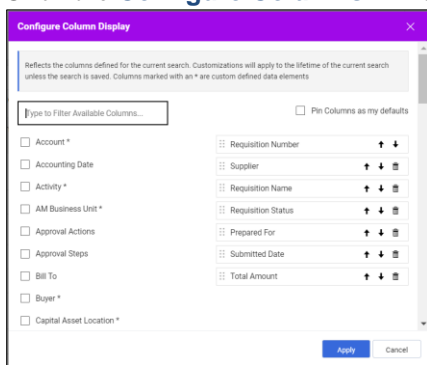 Configure Column Display
Reflects the columns defined for the current search. Customizations will apply to the lifetime of the current search
unless the search is saved. Columns marked with an * are custom defined data elements
Type to Filter Available Columns...
Pin Columns as my defaults
Account *
Accounting Date
Activity *
AM Business Unit *
Approval Actions
Approval Steps
Bill To
Buyer *
Capital Asset Location *
Requisition Number
Supplier
Requisition Name
Requisition Status
Prepared For
Submitted Date
Total Amount
Apply
Cancel